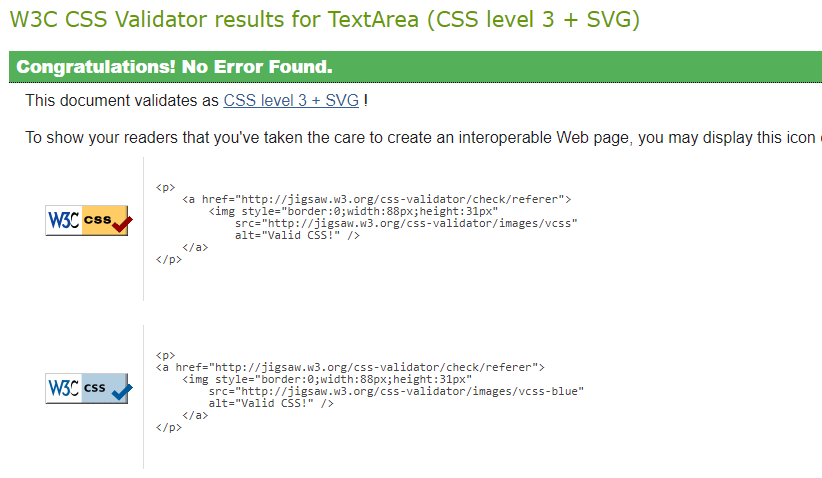 W3C CSS Validator results for TextArea (CSS level 3 + SVG)
Congratulations! No Error Found.
This document validates as CSS level 3 + SVG !
To show your readers that you've taken the care to create an interoperable Web page, you may display this icon
W3C css
<p>
<a href="http://jigsaw.w3.org/css-validator/check/referer">
<img style="border:0;width:88px;height:31px"
src="http://jigsaw.w3.org/css-validator/images/vcss"
alt="Valid CSS!" />
</a>
</p>
W3C css
<p>
<a href="http://jigsaw.w3.org/css-validator/check/referer">
<img style="border:0;width:88px;height:31px"
src="http://jigsaw.w3.org/css-validator/images/vcss-blue"
alt="Valid CSS!" />
</a>
</p>